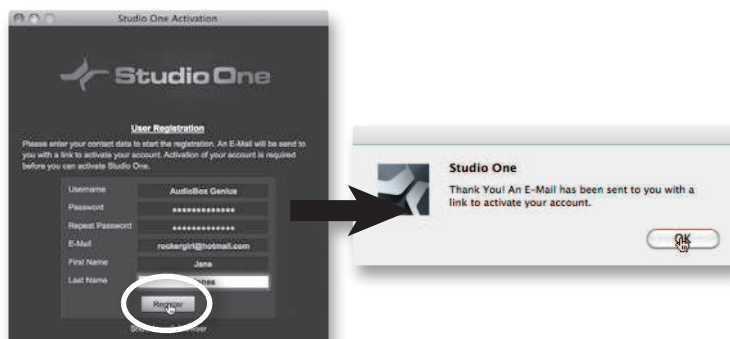 Studio One Activation
Studio One
User Registration
Please enter your contact data to start the registration. An E-Mail will be sent to
you with a link to activate your account. Activation of your account is required
before you can activate Studio One.
Username AudioBox Genius
Password •••••••••••••
Repeat Password •••••••••••••
E-Mail rockergirl@hotmail.com
First Name Jane
Last Name
Register
Studio One
Thank You! An E-Mail has been sent to you with a
link to activate your account.
OK